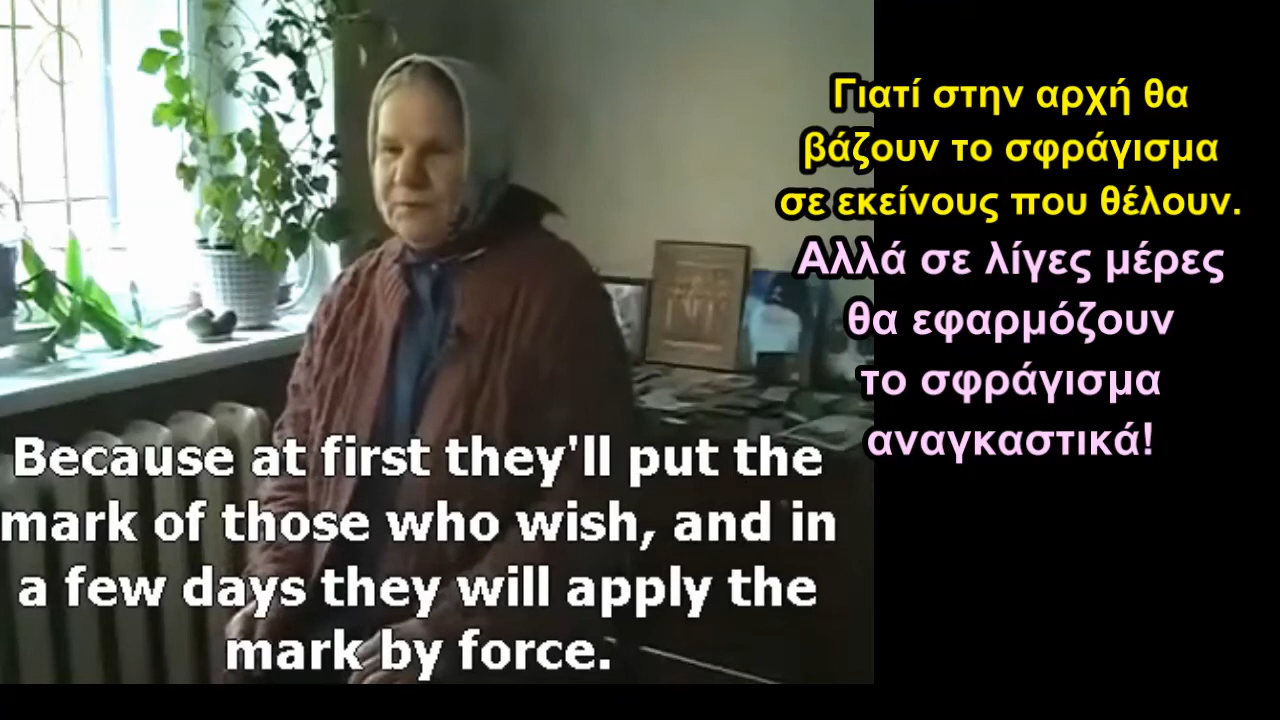 Γιατί στην αρχή θα
βάζουν το σφράγισμα
σε εκείνους που θέλουν.
Αλλά σε λίγες μέρες
θα εφαρμόζουν
το σφράγισμα
αναγκαστικά!
Because at first they'll put the
mark of those who wish, and in
a few days they will apply the
mark by force.